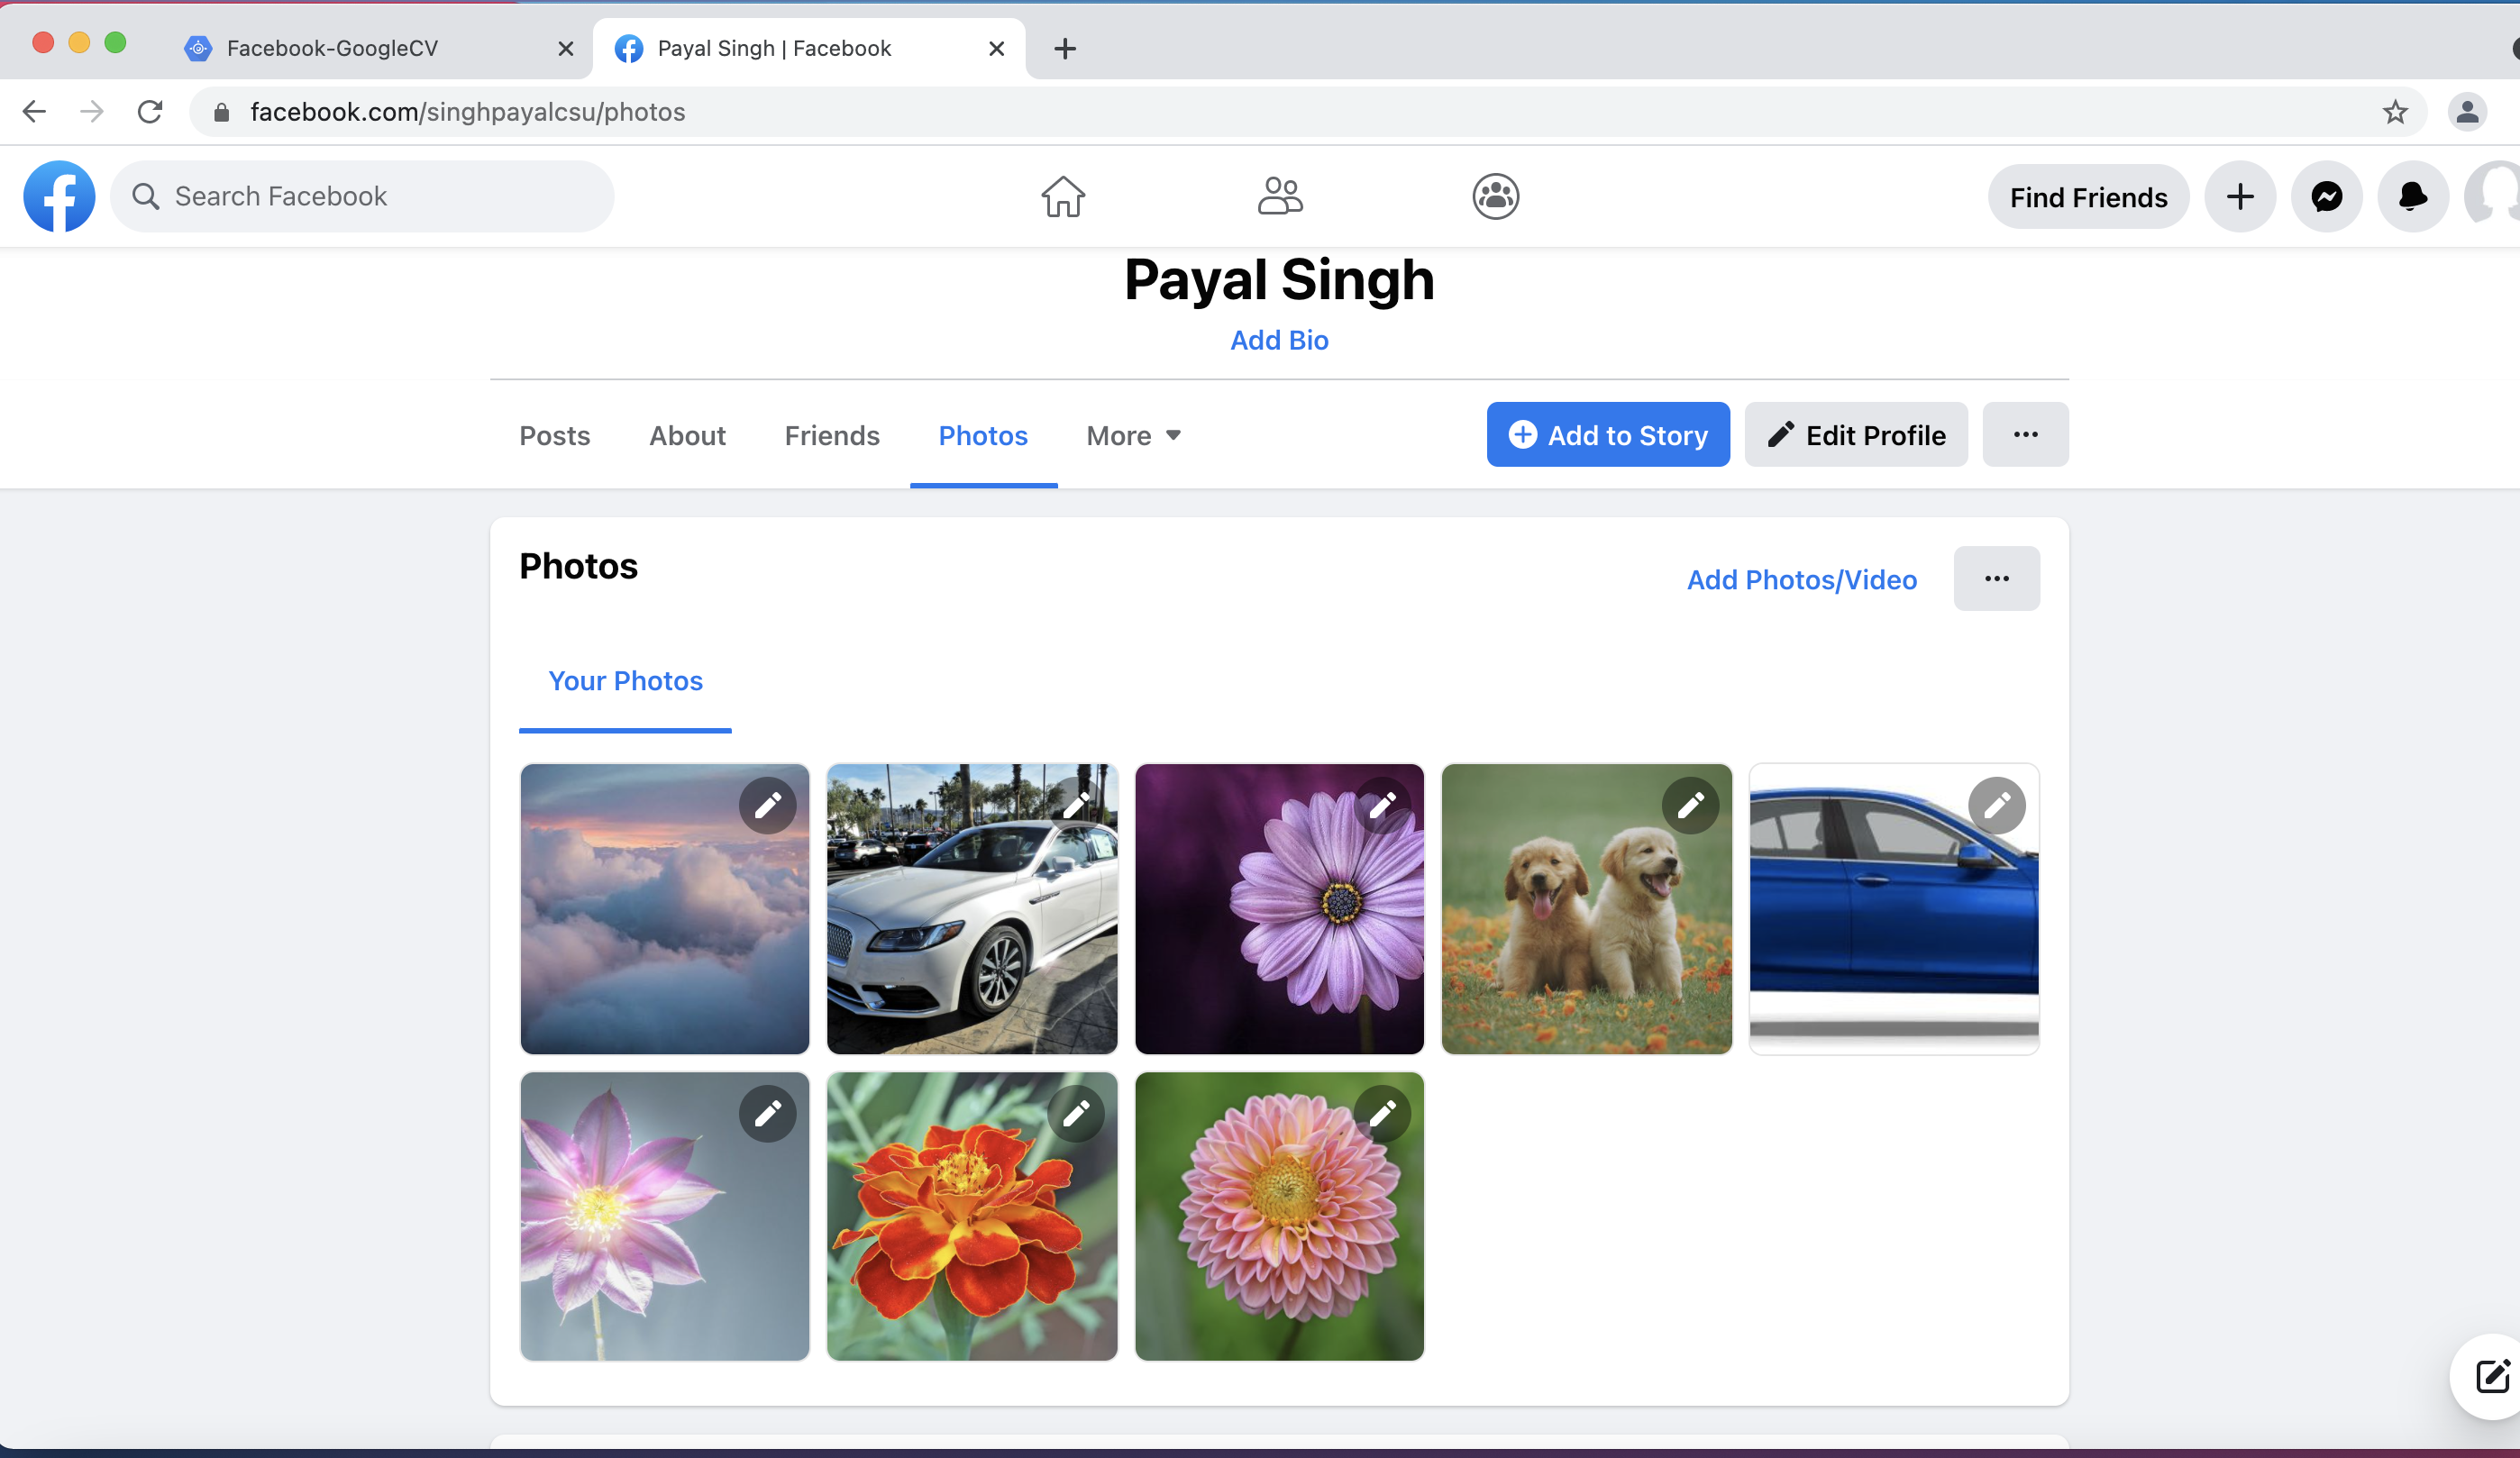 Facebook-GoogleCV
Payal Singh | Facebook
facebook.com/singhpayalcsu/photos
Search Facebook
Find Friends
Payal Singh
Add Bio
Posts
About
Friends
Photos
More
Add to Story
Edit Profile
Photos
Add Photos/Video
Your Photos